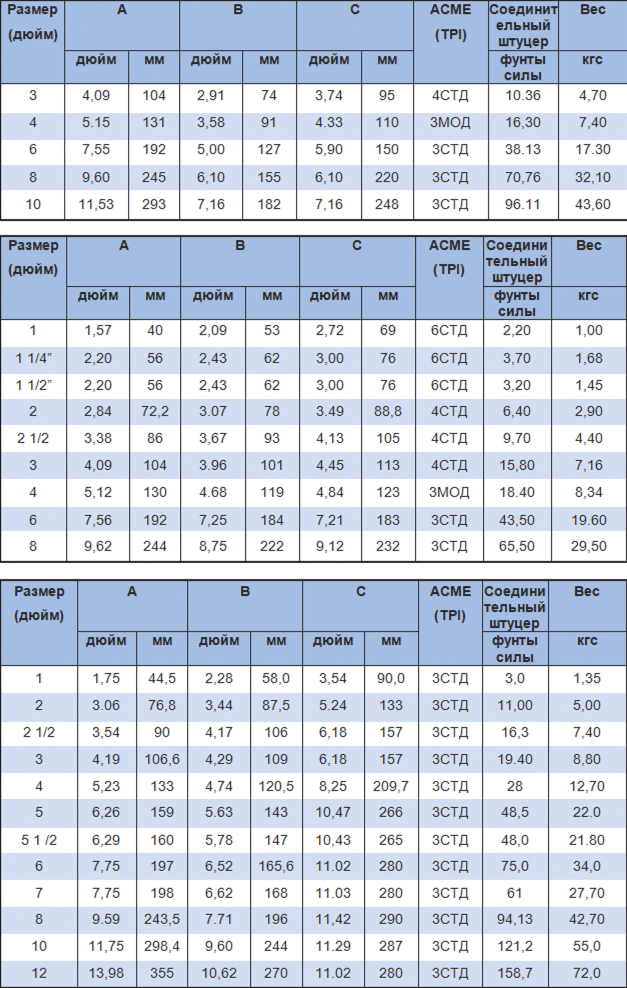 Размер (дюйм) A B C ACME (TPI) Соединит ельный штуцер Вес
дюйм мм дюйм мм дюйм мм фунты силы кгс
3 4,09 104 2,91 74 3,74 95 4СТД 10.36 4,70
4 5.15 131 3,58 91 4.33 110 3МОД 16,30 7,40
6 7,55 192 5,00 127 5,90 150 3СТД 38.13 17.30
8 9,60 245 6,10 155 6,10 220 3СТД 70,76 32,10
10 11,53 293 7,16 182 7,16 248 3СТД 96.11 43,60
Размер (дюйм) A B C ACME (TPI) Соедини тельный штуцер Вес
дюйм мм дюйм мм дюйм мм фунты силы кгс
1 1,57 40 2,09 53 2,72 69 6СТД 2,20 1,00
1 1/4” 2,20 56 2,43 62 3,00 76 6СТД 3,70 1,68
1 1/2” 2,20 56 2,43 62 3,00 76 6СТД 3,20 1,45
2 2,84 72,2 3.07 78 3.49 88,8 4СТД 6,40 2,90
2 1/2 3,38 86 3,67 93 4,13 105 4СТД 9,70 4,40
3 4,09 104 3.96 101 4,45 113 4СТД 15,80 7,16
4 5,12 130 4.68 119 4,84 123 3МОД 18.40 8,34
6 7,56 192 7,25 184 7,21 183 3СТД 43,50 19.60
8 9,62 244 8,75 222 9,12 232 3СТД 65,50 29,50
Размер (дюйм) A B C ACME (TPI) Соедини тельный штуцер Вес
дюйм мм дюйм мм дюйм мм фунты силы кгс
1 1,75 44,5 2,28 58,0 3,54 90,0 3СТД 3,0 1,35
2 3.06 76,8 3,44 87,5 5.24 133 3СТД 11,00 5,00
2 1/2 3,54 90 4,17 106 6,18 157 3СТД 16,3 7,40
3 4,19 106,6 4,29 109 6,18 157 3СТД 19.40 8,80
4 5,23 133 4,74 120,5 8,25 209,7 3СТД 28 12,70
5 6,26 159 5.63 143 10,47 266 3СТД 48,5 22.0
5 1 /2 6,29 160 5,78 147 10,43 265 3СТД 48,0 21.80
6 7,75 197 6,52 165,6 11.02 280 3СТД 75,0 34,0
7 7,75 198 6,62 168 11.03 280 3СТД 61 27,70
8 9.59 243,5 7.71 196 11,42 290 3СТД 94,13 42,70
10 11,75 298,4 9,60 244 11.29 287 3СТД 121,2 55,0
12 13,98 355 10,62 270 11.02 280 3СТД 158,7 72,0